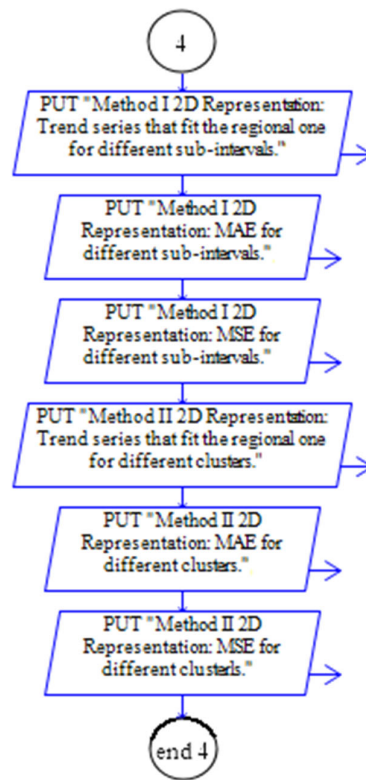 4
PUT "Method I 2D Representation:
Trend series that fit the regional one
for different sub-intervals."
PUT "Method I 2D
Representation: MAE for
different sub-intervals."
PUT "Method I 2D
Representation: MSE for
different sub-intervals."
PUT "Method II 2D Representation:
Trend series that fit the regional one
for different clusters."
PUT "Method II 2D
Representation: MAE for
different clusters."
PUT "Method II 2D
Representation: MSE for
different clusterls."
end 4